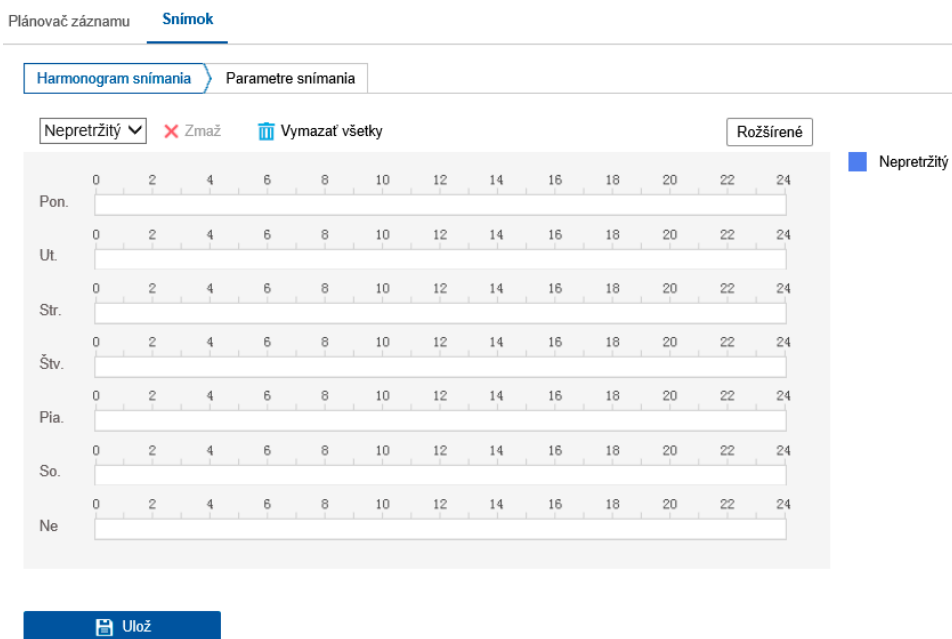 Plánovač záznamu Snímok
Harmonogram snímania Parametre snímania
Nepretržitý Zmaž Vymazať všetky Rožšírené
Nepretržitý
0 2 4 6 8 10 12 14 16 18 20 22 24
Pon.
0 2 4 6 8 10 12 14 16 18 20 22 24
Ut.
0 2 4 6 8 10 12 14 16 18 20 22 24
Str.
0 2 4 6 8 10 12 14 16 18 20 22 24
Štv.
0 2 4 6 8 10 12 14 16 18 20 22 24
Pia.
0 2 4 6 8 10 12 14 16 18 20 22 24
So.
0 2 4 6 8 10 12 14 16 18 20 22 24
Ne
Ulož